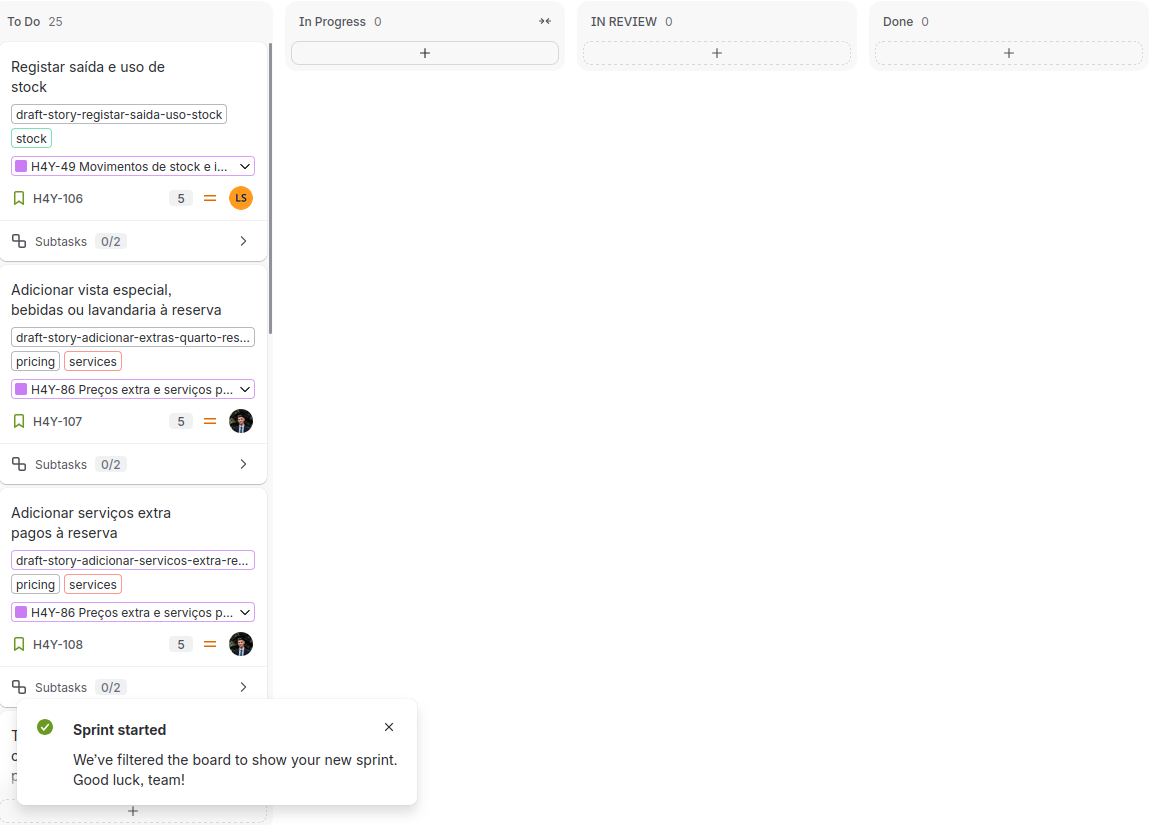 To Do 25
In Progress 0
IN REVIEW 0
Done 0
Registar saída e uso de
stock
draft-story-registar-saida-uso-stock
stock
H4Y-49 Movimentos de stock e i...
H4Y-106
5
LS
Subtasks 0/2
Adicionar vista especial,
bebidas ou lavandaria à reserva
draft-story-adicionar-extras-quarto-res...
pricing services
H4Y-86 Preços extra e serviços p...
H4Y-107
5
Subtasks 0/2
Adicionar serviços extra
pagos à reserva
draft-story-adicionar-servicos-extra-re...
pricing services
H4Y-86 Preços extra e serviços p...
H4Y-108
5
Subtasks 0/2
Sprint started
We've filtered the board to show your new sprint.
Good luck, team!